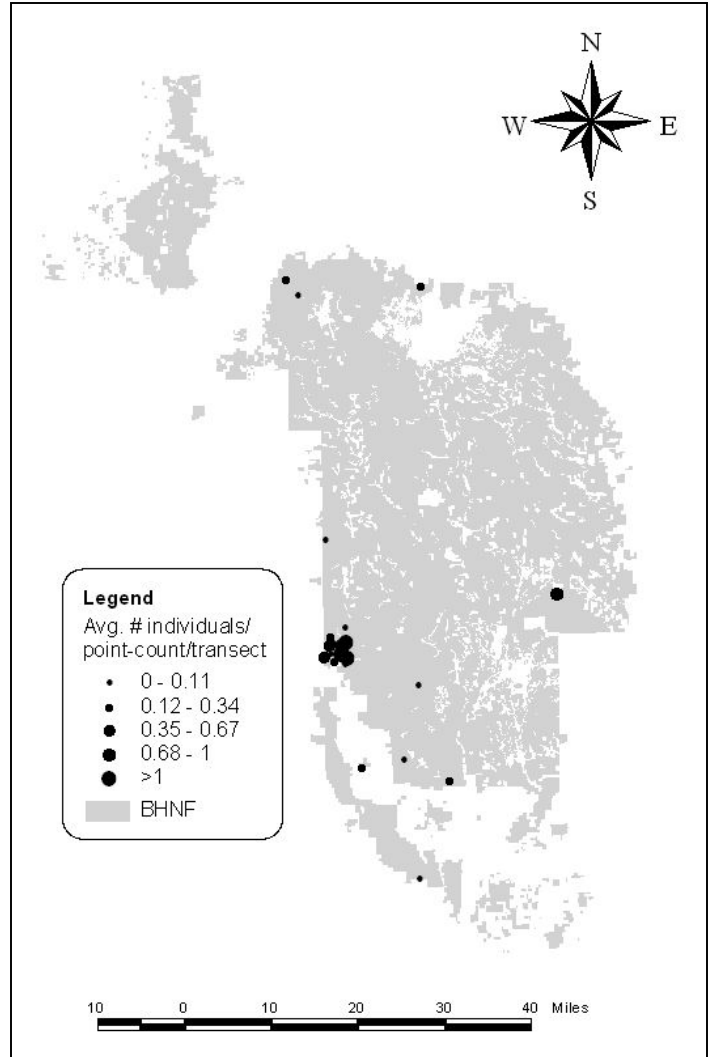 N
W E
S
Legend
Avg. # individuals/
point-count/transect
0 - 0.11
0.12 - 0.34
0.35 - 0.67
0.68 - 1
>1
BHNF
10 0 10 20 30 40 Miles